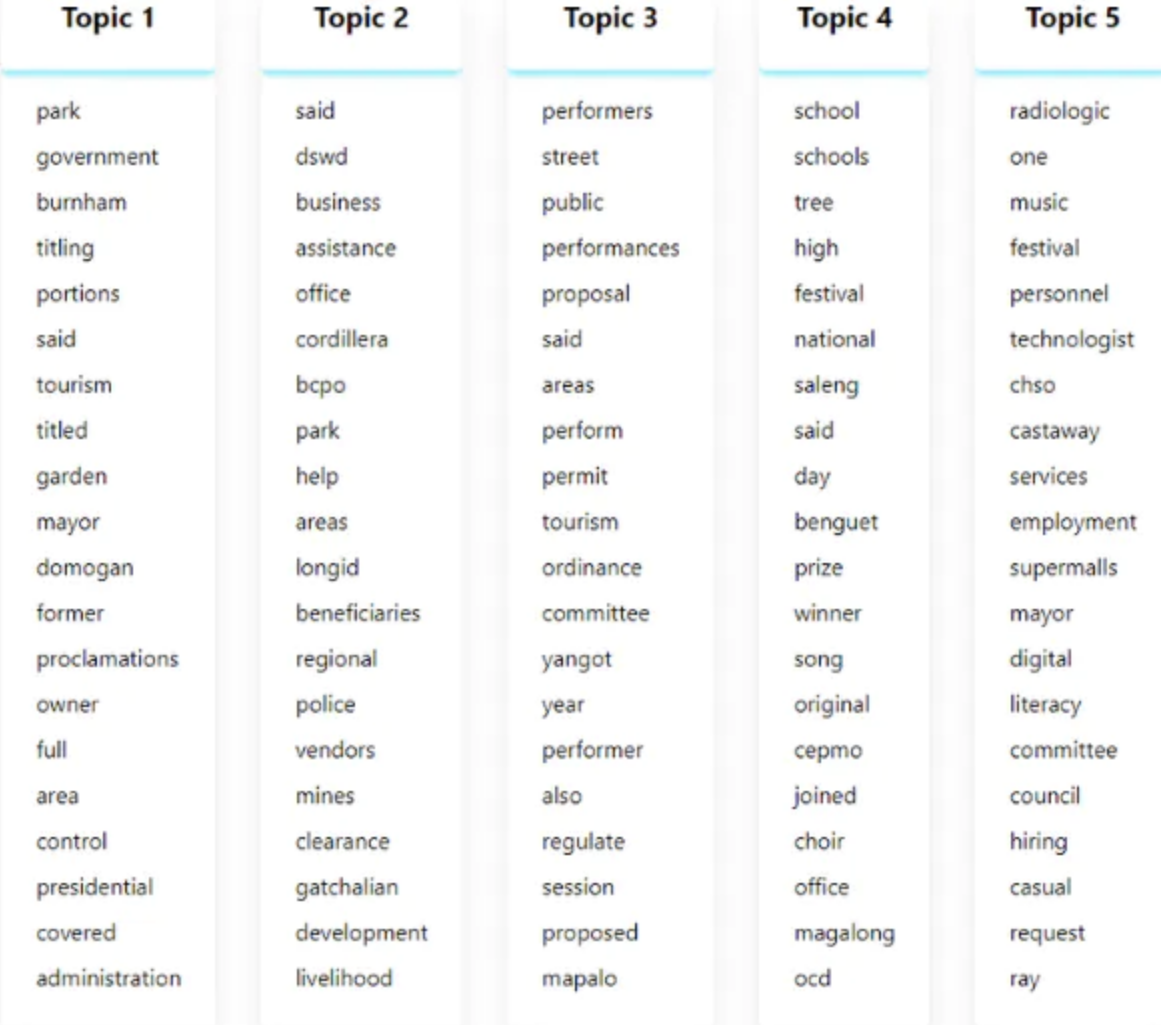 Topic 1 Topic 2 Topic 3 Topic 4 Topic 5
park said performers school radiologic
government dswd street schools one
burnham business public tree music
titling assistance performances high festival
portions office proposal festival personnel
said cordillera said national technologist
tourism bcpo areas saleng chso
titled park perform said castaway
garden help permit day services
mayor areas tourism benguet employment
domogan longid ordinance prize supermalls
former beneficiaries committee winner mayor
proclamations regional yangot song digital
owner police year original literacy
full vendors performer cepmo committee
area mines also joined council
control clearance regulate choir hiring
presidential gatchalian session office casual
covered development proposed magalong request
administration livelihood mapalo ocd ray